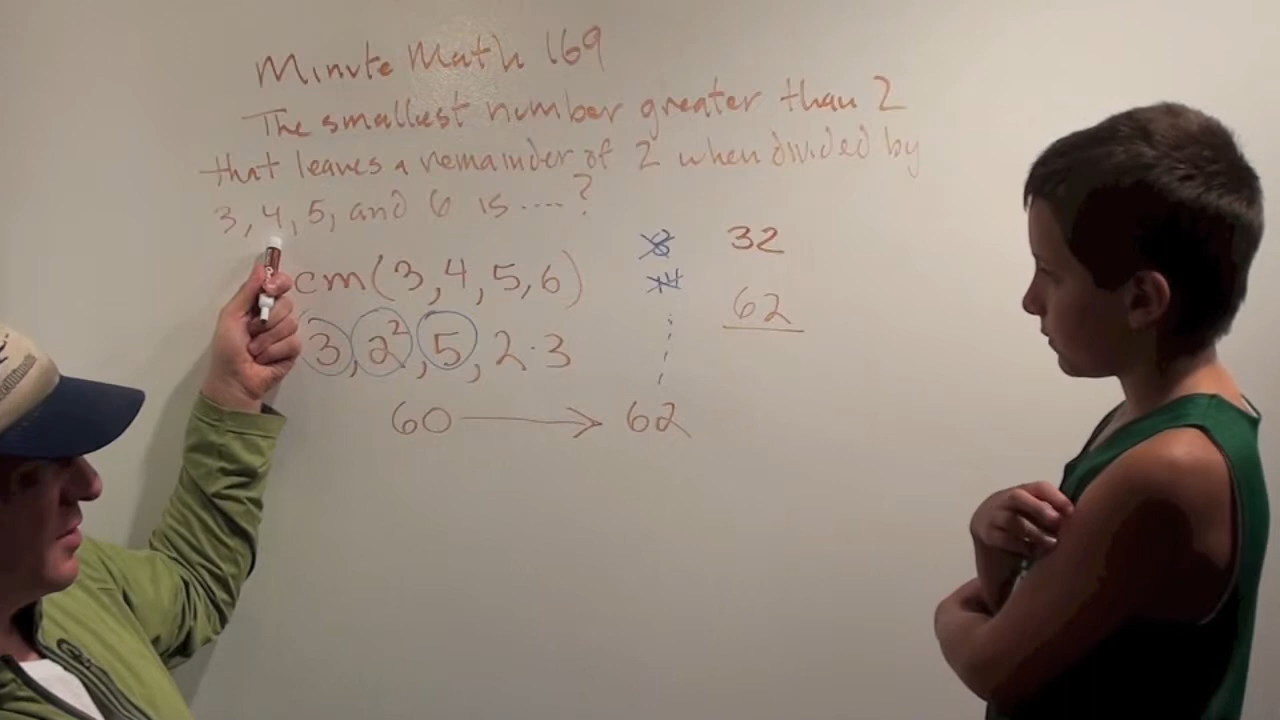 Minute Math 169
The smallest number greater than 2
that leaves a remainder of 2 when divided by
3, 4, 5, and 6 is ....?
cm(3,4,5,6)
3, 2², 5, 2·3
60 → 62
32
62